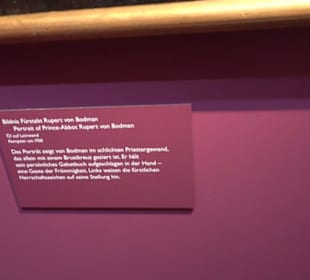 Bildnis Fürstabt Rupert von Bodman
Portrait of Prince-Abbot Rupert von Bodman
Öl auf Leinwand
Kempten um 1700
Das Porträt zeigt von Bodman im schlichten Priestergewand,
das allein mit einem Brustkreuz geziert ist. Er hält
sein persönliches Gebetbuch aufgeschlagen in der Hand –
eine Geste der Frömmigkeit. Links weisen die fürstlichen
Herrschaftszeichen auf seine Stellung hin.